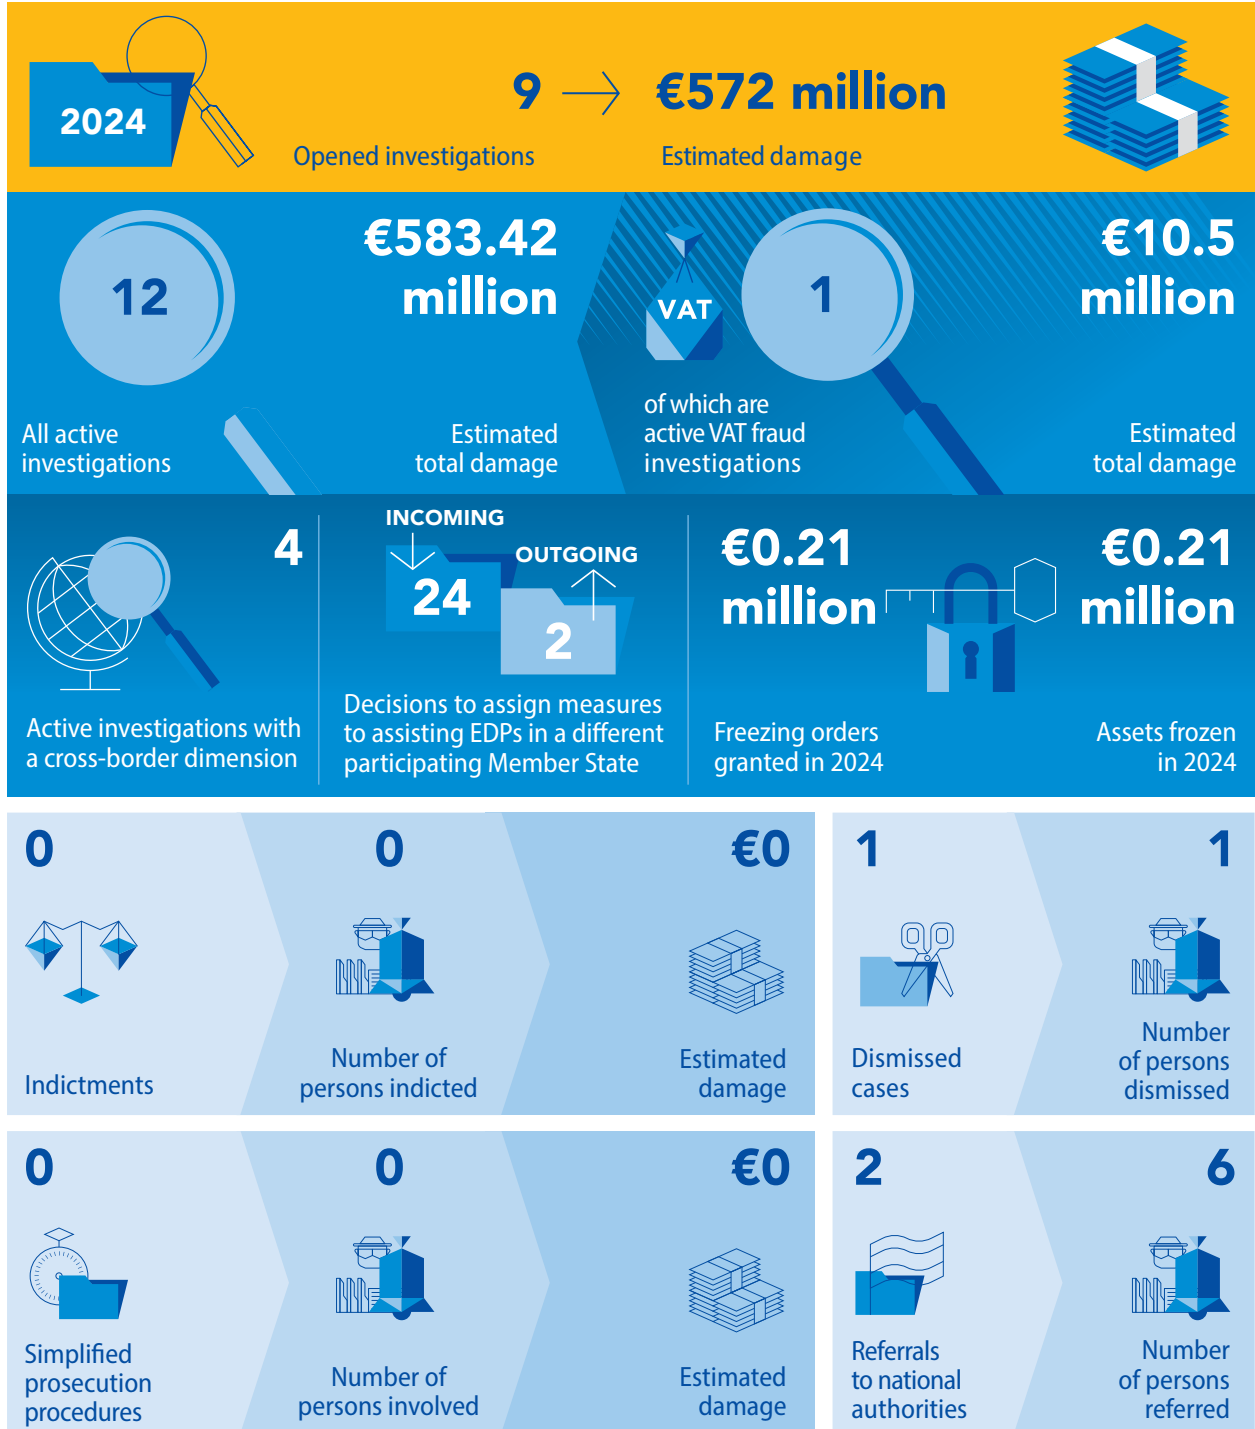 2024
9
€572 million
Opened investigations
Estimated damage
12
€583.42
million
All active
investigations
Estimated
total damage
VAT
1
€10.5
million
of which are
active VAT fraud
investigations
Estimated
total damage
4
Active investigations with
a cross-border dimension
INCOMING
24
OUTGOING
2
Decisions to assign measures
to assisting EDPs in a different
participating Member State
€0.21
million
Freezing orders
granted in 2024
€0.21
million
Assets frozen
in 2024
0
Indictments
0
Number of
persons indicted
€0
Estimated
damage
1
Dismissed
cases
1
Number
of persons
dismissed
0
Simplified
prosecution
procedures
0
Number of
persons involved
€0
Estimated
damage
2
Referrals
to national
authorities
6
Number
of persons
referred